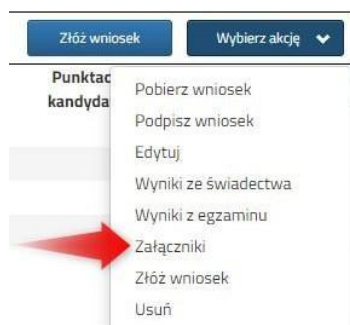 Złóż wniosek
Wybierz akcję
Punktac
kandyda
Pobierz wniosek
Podpisz wniosek
Edytuj
Wyniki ze świadectwa
Wyniki z egzaminu
Załączniki
Złóż wniosek
Usuń